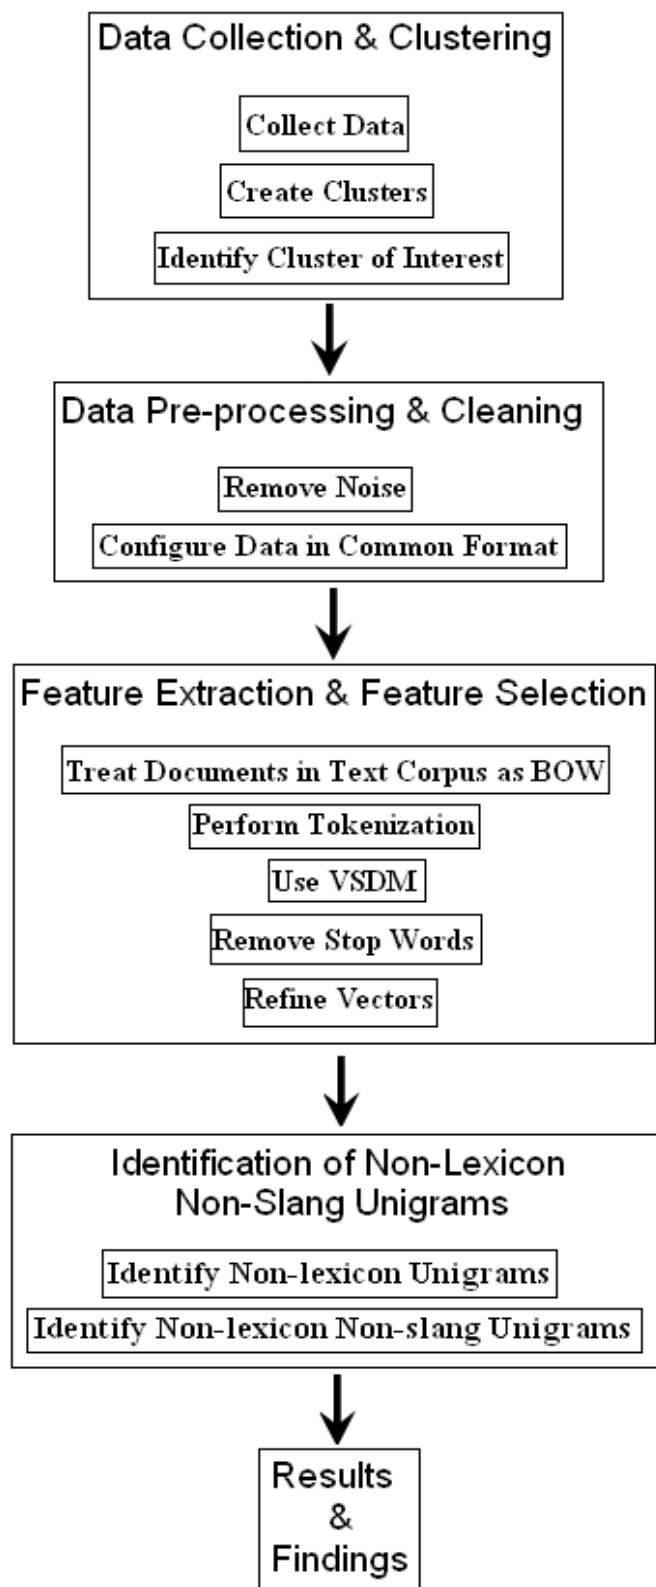 Data Collection & Clustering
Collect Data
Create Clusters
Identify Cluster of Interest
Data Pre-processing & Cleaning
Remove Noise
Configure Data in Common Format
Feature Extraction & Feature Selection
Treat Documents in Text Corpus as BOW
Perform Tokenization
Use VSDM
Remove Stop Words
Refine Vectors
Identification of Non-Lexicon
Non-Slang Unigrams
Identify Non-lexicon Unigrams
Identify Non-lexicon Non-slang Unigrams
Results
&
Findings